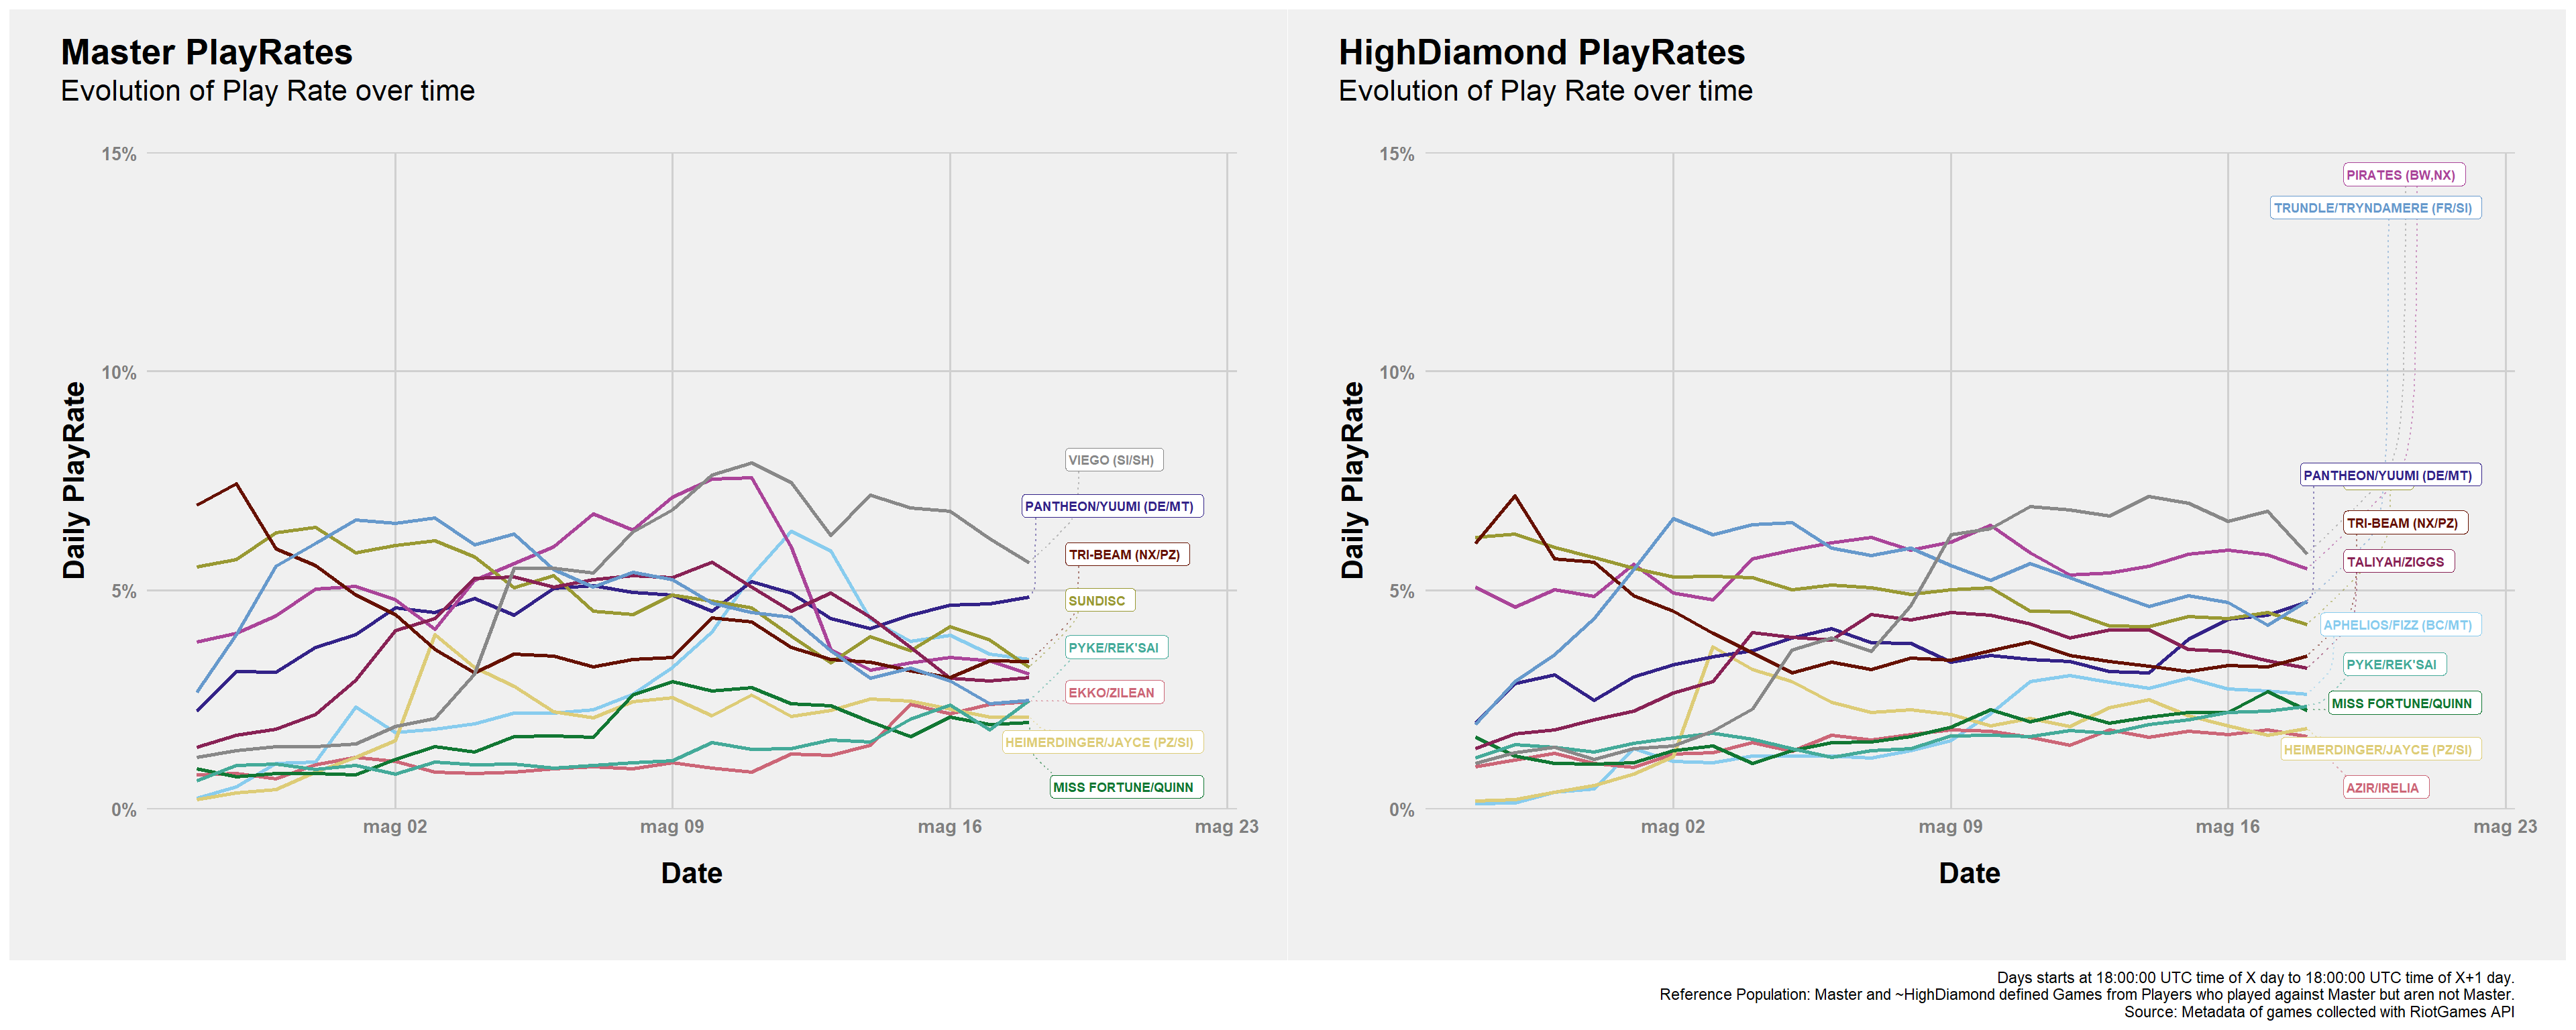 Master PlayRates
Evolution of Play Rate over time
15%
10%
5%
0%
Daily PlayRate
VIEGO (SI/SH)
PANTHEON/YUUMI (DE/MT)
TRI-BEAM (NX/PZ)
SUNDISC
PYKE/REK'SAI
EKKO/ZILEAN
HEIMERDINGER/JAYCE (PZ/SI)
MISS FORTUNE/QUINN
mag 02
mag 09
mag 16
mag 23
Date
HighDiamond PlayRates
Evolution of Play Rate over time
15%
10%
5%
0%
Daily PlayRate
PIRATES (BW,NX)
TRUNDLE/TRYNDAMERE (FR/SI)
PANTHEON/YUUMI (DE/MT)
TRI-BEAM (NX/PZ)
TALIYAH/ZIGGS
APHELIOS/FIZZ (BC/MT)
PYKE/REK'SAI
MISS FORTUNE/QUINN
HEIMERDINGER/JAYCE (PZ/SI)
AZIR/IRELIA
mag 02
mag 09
mag 16
mag 23
Date
Days starts at 18:00:00 UTC time of X day to 18:00:00 UTC time of X+1 day.
Reference Population: Master and ~HighDiamond defined Games from Players who played against Master but aren not Master.
Source: Metadata of games collected with RiotGames API